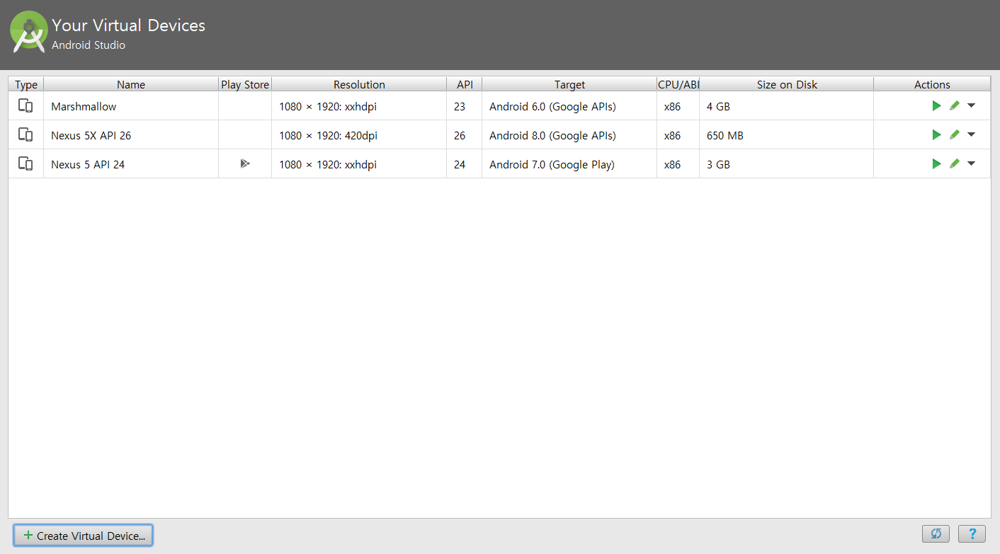 Your Virtual Devices
Android Studio
Type Name Play Store Resolution API Target CPU/ABI Size on Disk Actions
Marshmallow 1080 × 1920: xxhdpi 23 Android 6.0 (Google APIs) x86 4 GB
Nexus 5X API 26 1080 × 1920: 420dpi 26 Android 8.0 (Google APIs) x86 650 MB
Nexus 5 API 24 1080 × 1920: xxhdpi 24 Android 7.0 (Google Play) x86 3 GB
+ Create Virtual Device... ?